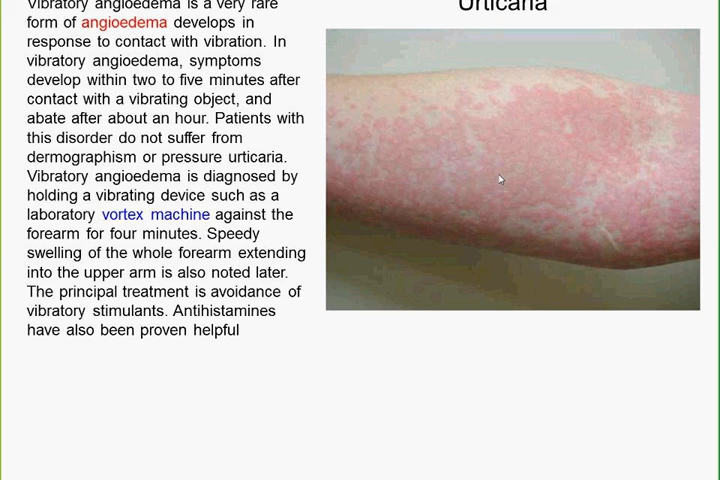 Vibratory angioedema is a very rare
form of angioedema develops in
response to contact with vibration. In
vibratory angioedema, symptoms
develop within two to five minutes after
contact with a vibrating object, and
abate after about an hour. Patients with
this disorder do not suffer from
dermographism or pressure urticaria.
Vibratory angioedema is diagnosed by
holding a vibrating device such as a
laboratory vortex machine against the
forearm for four minutes. Speedy
swelling of the whole forearm extending
into the upper arm is also noted later.
The principal treatment is avoidance of
vibratory stimulants. Antihistamines
have also been proven helpful
Urticaria